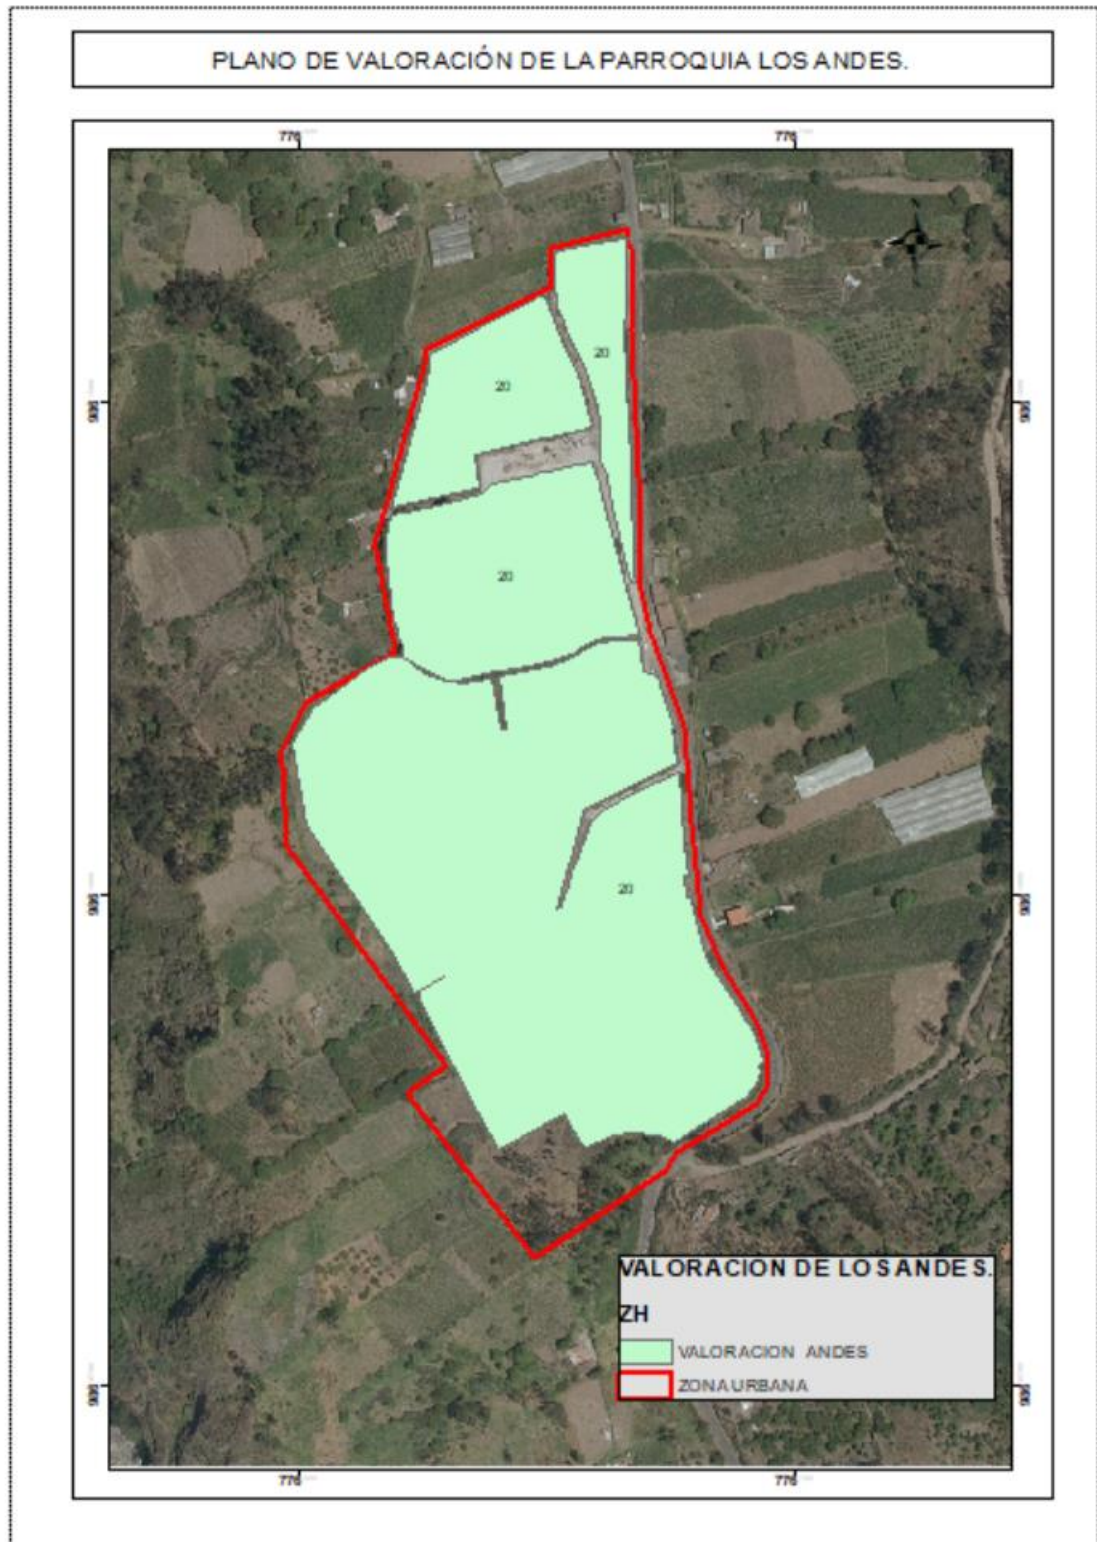 PLANO DE VALORACIÓN DE LA PARROQUIA LOS ANDES.
776
776
20
20
20
20
VALORACION DE LOS ANDES.
ZH
VALORACION ANDES
ZONA URBANA
776
776